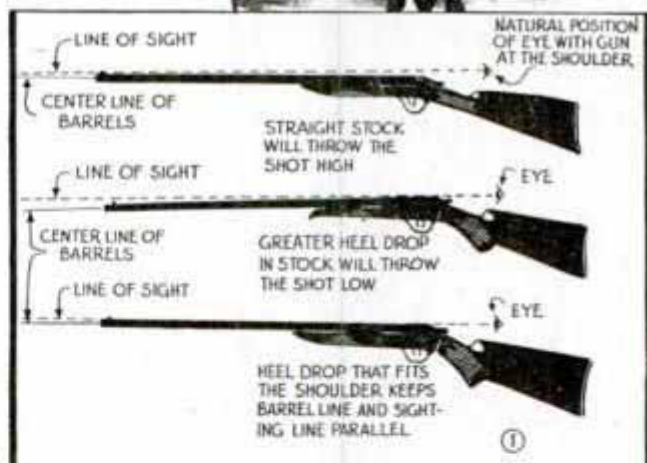 LINE OF SIGHT
NATURAL POSITION
OF EYE WITH GUN
AT THE SHOULDER
CENTER LINE OF
BARRELS
STRAIGHT STOCK
WILL THROW THE
SHOT HIGH
LINE OF SIGHT
EYE
CENTER LINE OF
BARRELS
GREATER HEEL DROP
IN STOCK WILL THROW
THE SHOT LOW
LINE OF SIGHT
EYE
HEEL DROP THAT FITS
THE SHOULDER KEEPS
BARREL LINE AND SIGHT-
ING LINE PARALLEL
①